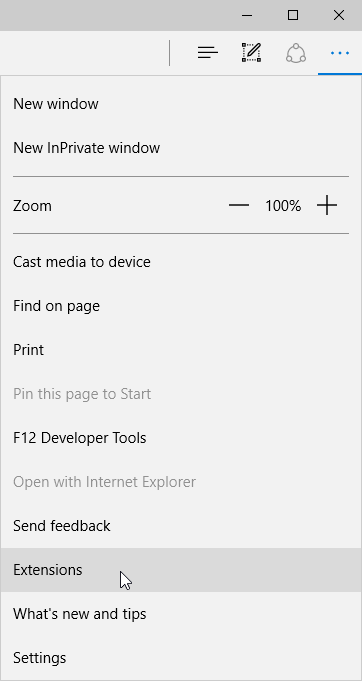 New window
New InPrivate window
Zoom 100%
Cast media to device
Find on page
Print
Pin this page to Start
F12 Developer Tools
Open with Internet Explorer
Send feedback
Extensions
What's new and tips
Settings